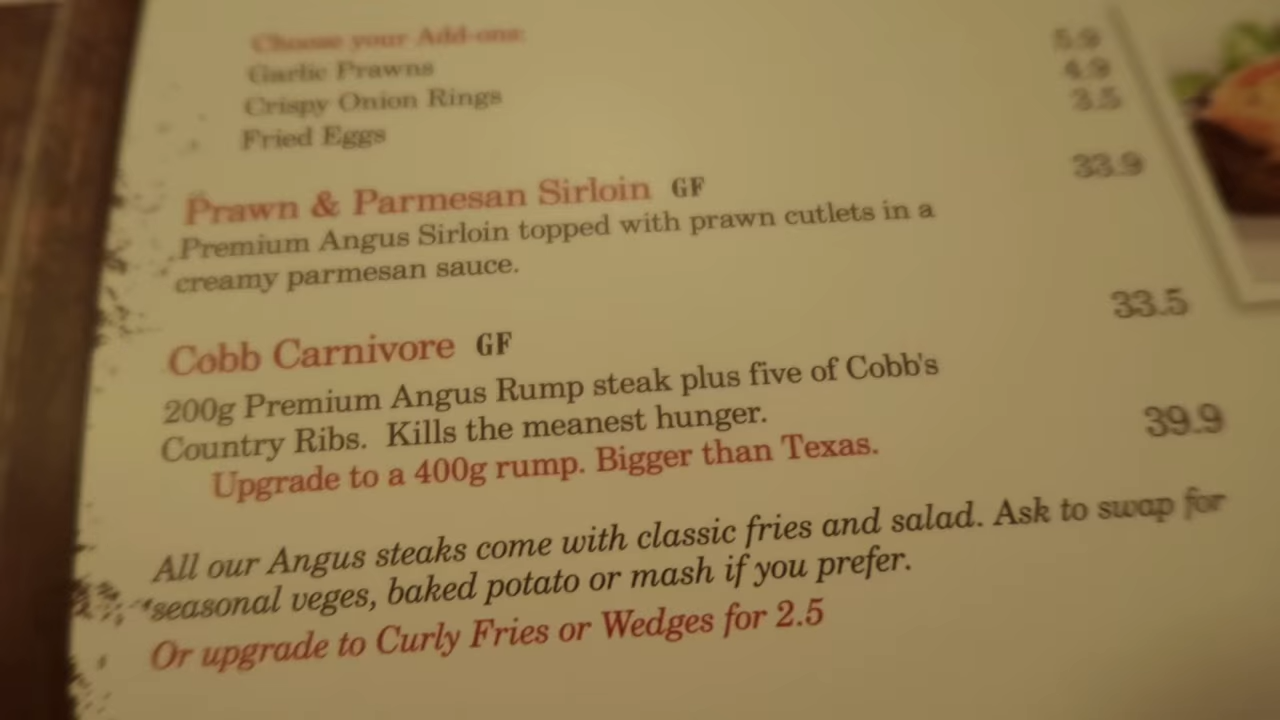 Choose your Add-ons:
Garlic Prawns 5.9
Crispy Onion Rings 4.9
Fried Eggs 3.5
Prawn & Parmesan Sirloin GF 33.9
Premium Angus Sirloin topped with prawn cutlets in a
creamy parmesan sauce.
Cobb Carnivore GF 33.5
200g Premium Angus Rump steak plus five of Cobb's
Country Ribs. Kills the meanest hunger.
Upgrade to a 400g rump. Bigger than Texas. 39.9
All our Angus steaks come with classic fries and salad. Ask to swap for
seasonal veges, baked potato or mash if you prefer.
Or upgrade to Curly Fries or Wedges for 2.5